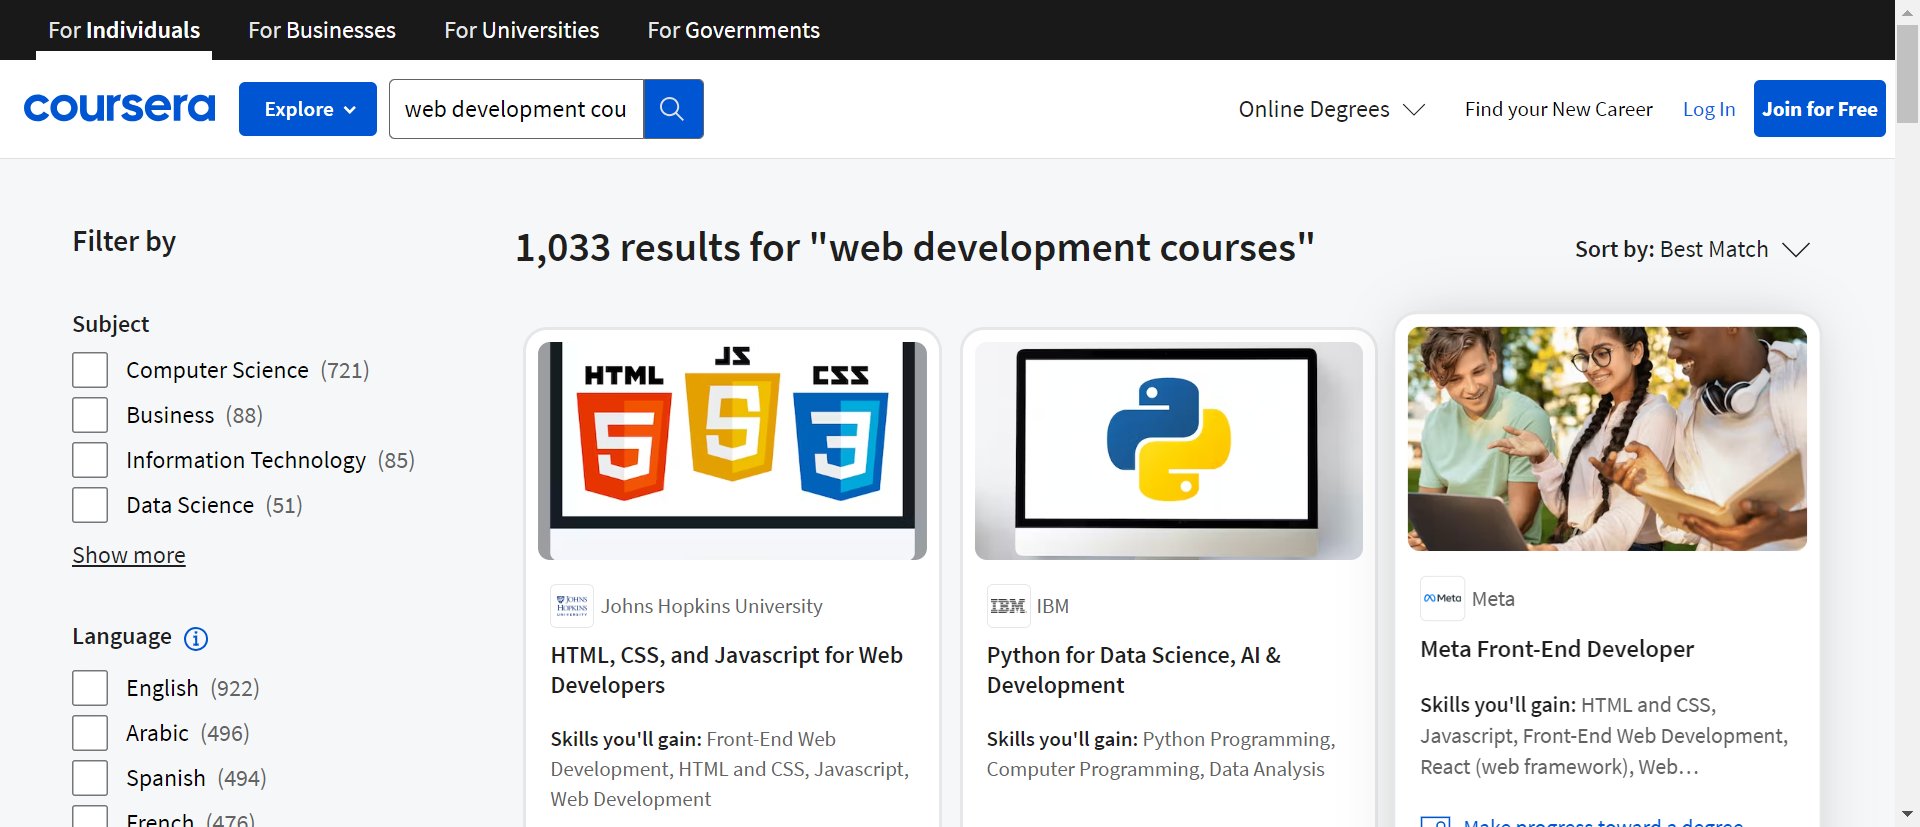 For Individuals
For Businesses
For Universities
For Governments
coursera
Explore
web development cou
Online Degrees
Find your New Career
Log In
Join for Free
Filter by
1,033 results for "web development courses"
Sort by: Best Match
Subject
Computer Science (721)
Business (88)
Information Technology (85)
Data Science (51)
Show more
Language
English (922)
Arabic (496)
Spanish (494)
French (476)
HTML
JS
CSS
5
5
3
JOHNS
HOPKINS
UNIVERSITY
Johns Hopkins University
HTML, CSS, and Javascript for Web
Developers
Skills you'll gain: Front-End Web
Development, HTML and CSS, Javascript,
Web Development
IBM
IBM
Python for Data Science, AI &
Development
Skills you'll gain: Python Programming,
Computer Programming, Data Analysis
Meta
Meta
Meta Front-End Developer
Skills you'll gain: HTML and CSS,
Javascript, Front-End Web Development,
React (web framework), Web…
Make progress toward a degree